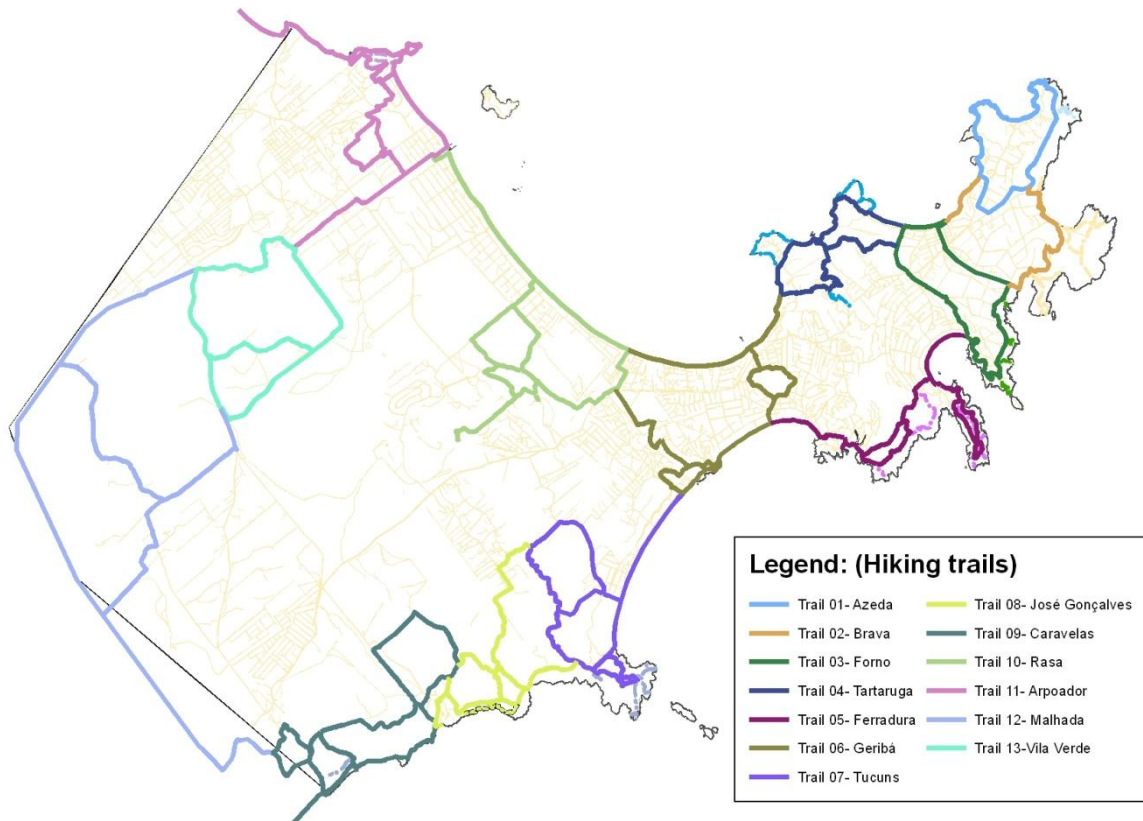 Legend: (Hiking trails)
Trail 01- Azeda
Trail 02- Brava
Trail 03- Forno
Trail 04- Tartaruga
Trail 05- Ferradura
Trail 06- Geribá
Trail 07- Tucuns
Trail 08- José Gonçalves
Trail 09- Caravelas
Trail 10- Rasa
Trail 11- Arpoador
Trail 12- Malhada
Trail 13-Vila Verde